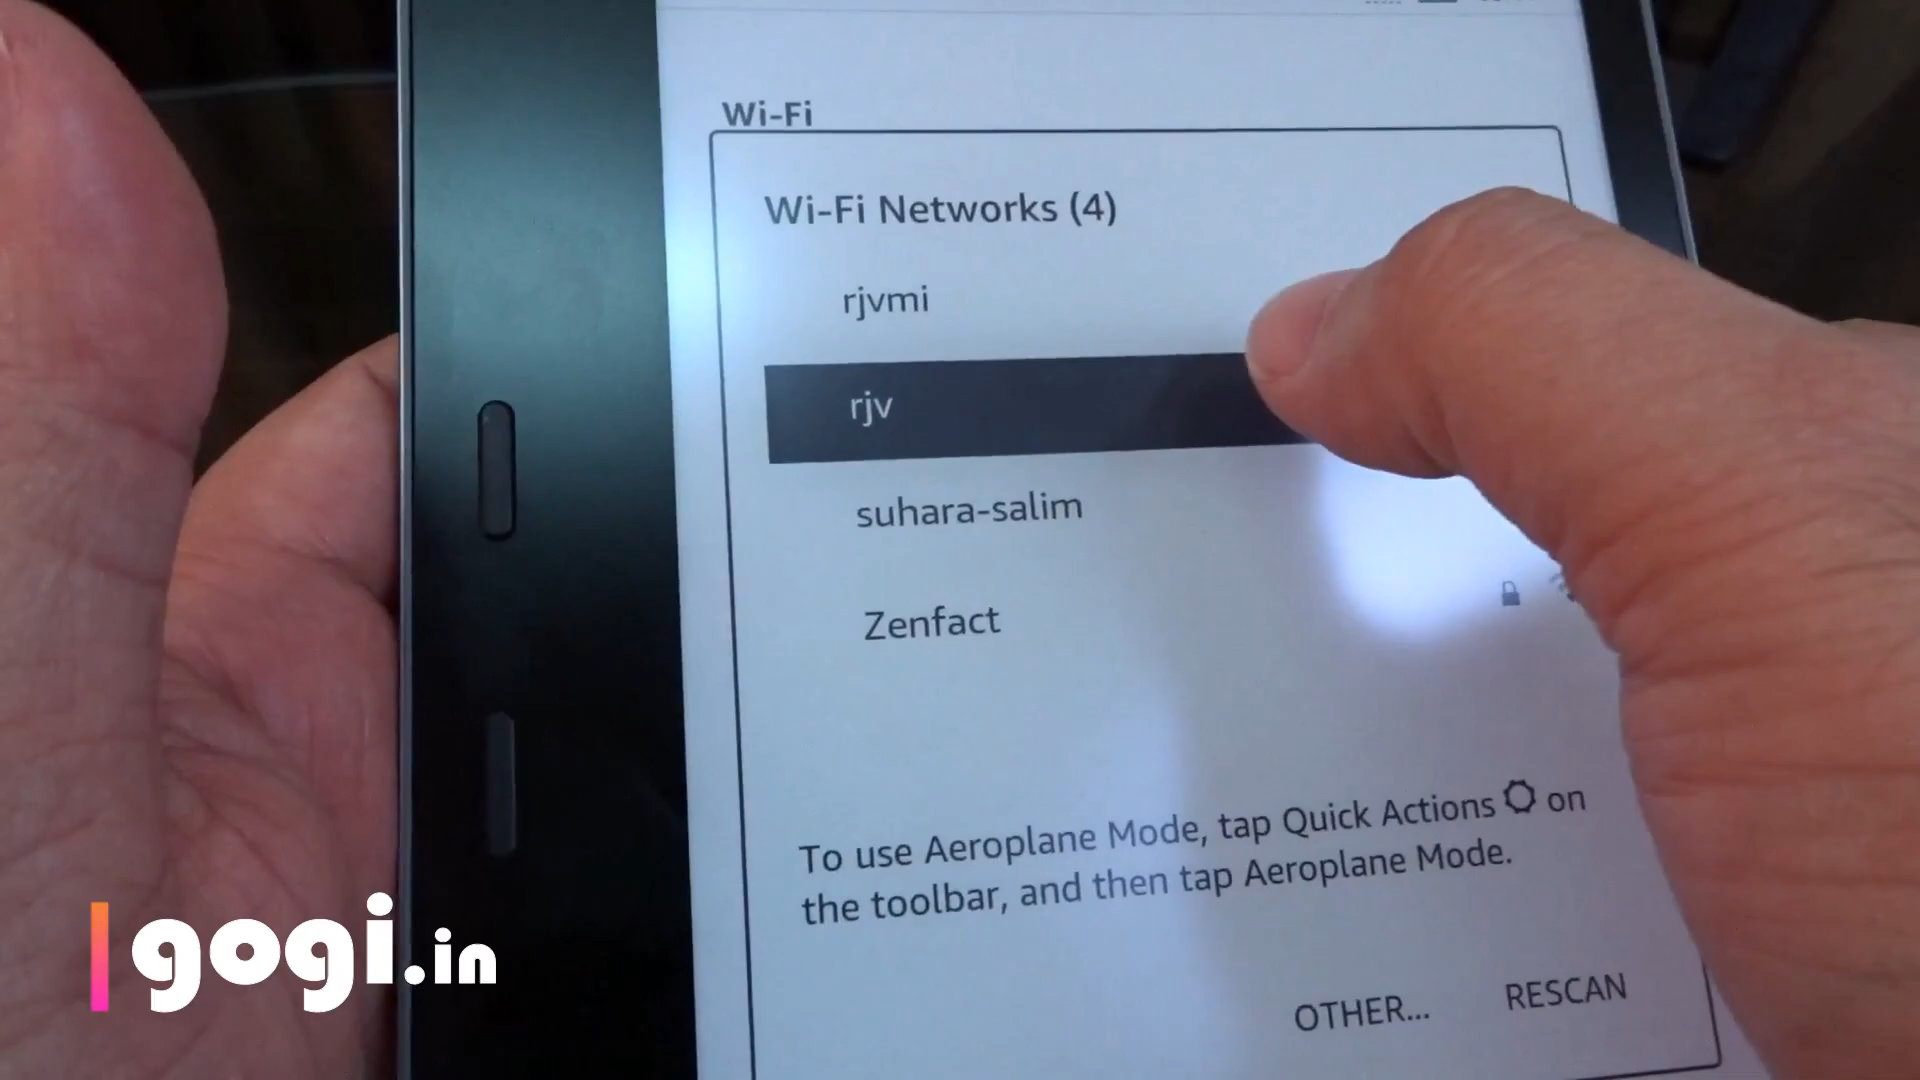 Wi-Fi
Wi-Fi Networks (4)
rjvmi
rjv
suhara-salim
Zenfact
To use Aeroplane Mode, tap Quick Actions on
the toolbar, and then tap Aeroplane Mode.
OTHER...
RESCAN
gogi.in